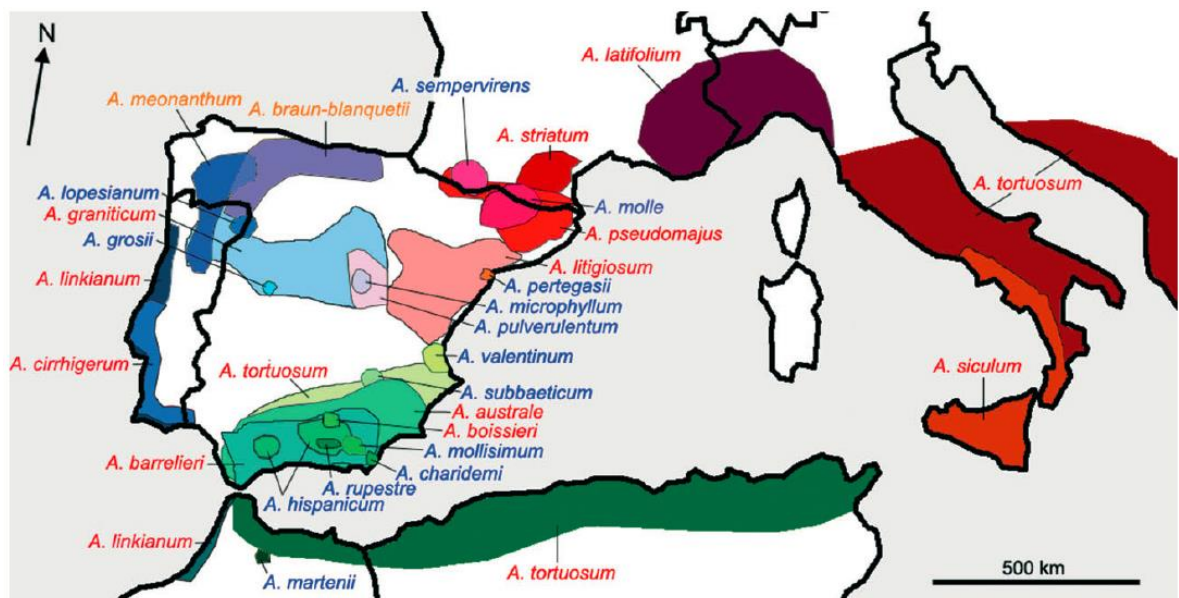 N
A. latifolium
A. sempervirens
A. meonanthum
A. braun-blanquetii
A. striatum
A. tortuosum
A. lopesianum
A. graniticum
A. molle
A. grosii
A. pseudomajus
A. litigiosum
A. linkianum
A. pertegasii
A. microphyllum
A. pulverulentum
A. valentinum
A. cirrhigerum
A. tortuosum
A. siculum
A. subbaeticum
A. australe
A. boissieri
A. mollisimum
A. barrelieri
A. charidemi
A. rupestre
A. hispanicum
A. linkianum
A. tortuosum
500 km
A. martenii